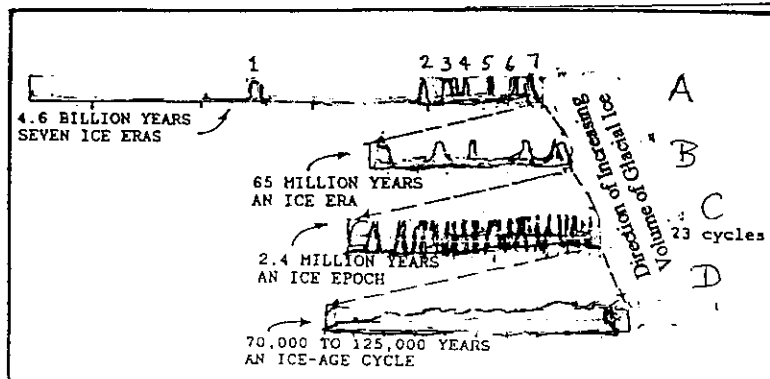 1 2 3 4 5 6 7
A
4.6 BILLION YEARS
SEVEN ICE ERAS
B
65 MILLION YEARS
AN ICE ERA
C
23 cycles
2.4 MILLION YEARS
AN ICE EPOCH
D
70,000 TO 125,000 YEARS
AN ICE-AGE CYCLE
Direction of Increasing
Volume of Glacial Ice